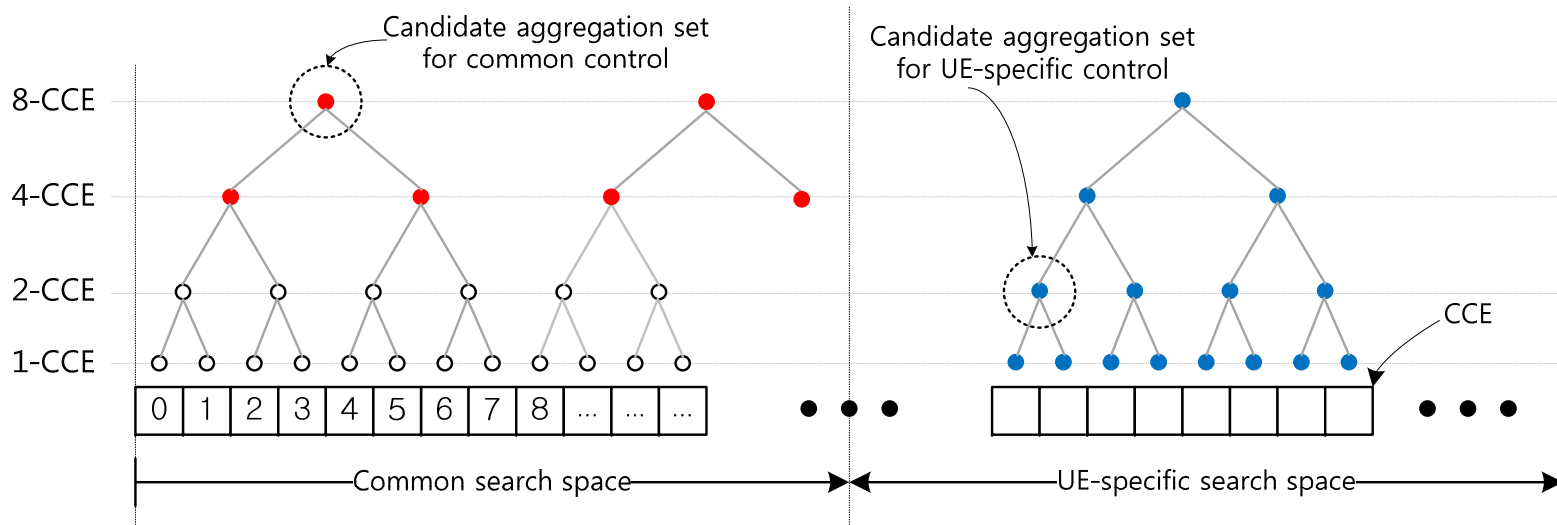 Candidate aggregation set
for common control
Candidate aggregation set
for UE-specific control
8-CCE
4-CCE
2-CCE
1-CCE
CCE
0 1 2 3 4 5 6 7 8 ... ... ...
Common search space
UE-specific search space